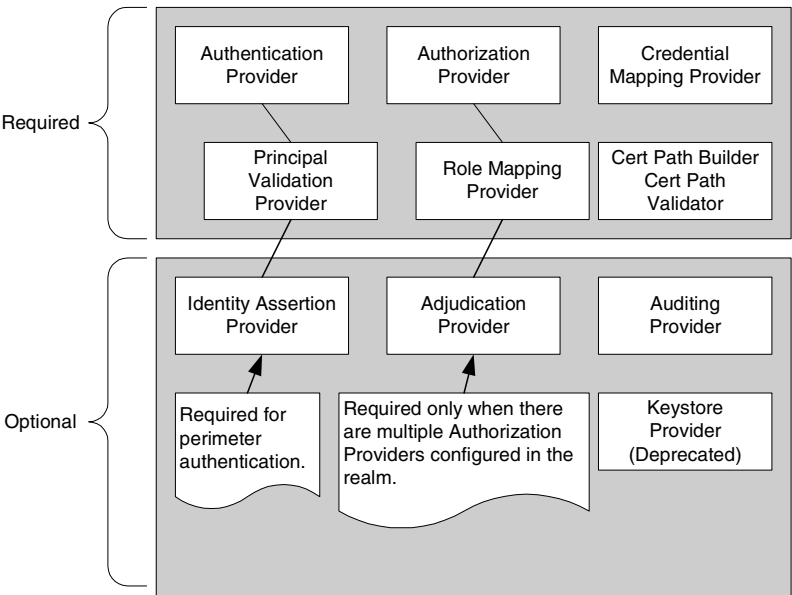 Required
Authentication
Provider
Authorization
Provider
Credential
Mapping Provider
Principal
Validation
Provider
Role Mapping
Provider
Cert Path Builder
Cert Path
Validator
Optional
Identity Assertion
Provider
Adjudication
Provider
Auditing
Provider
Required for
perimeter
authentication.
Required only when there
are multiple Authorization
Providers configured in the
realm.
Keystore
Provider
(Deprecated)